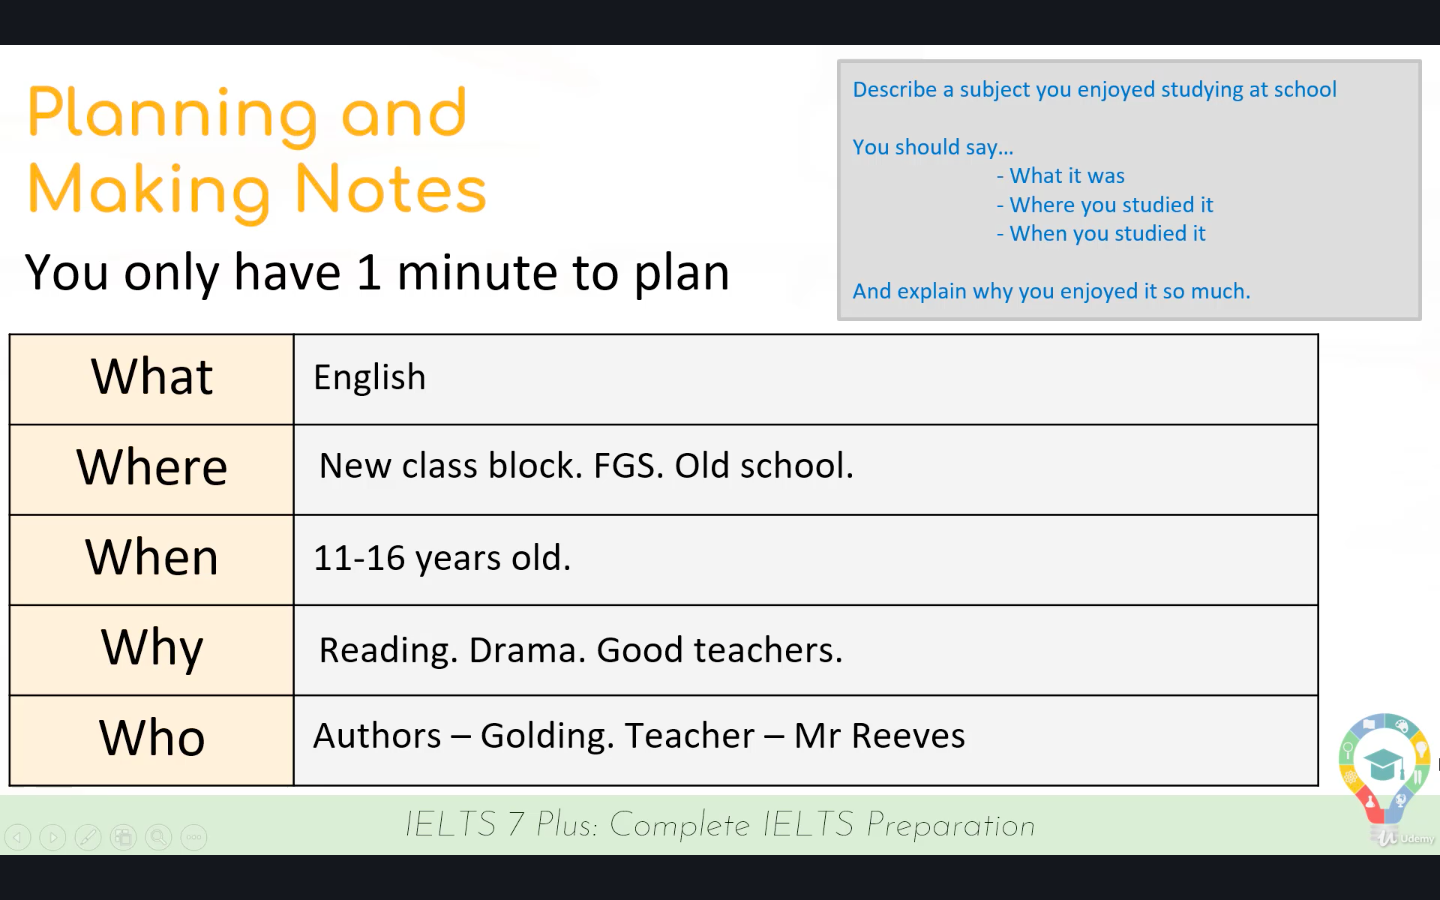 Planning and
Making Notes
You only have 1 minute to plan
Describe a subject you enjoyed studying at school
You should say...
- What it was
- Where you studied it
- When you studied it
And explain why you enjoyed it so much.
What English
Where New class block. FGS. Old school.
When 11-16 years old.
Why Reading. Drama. Good teachers.
Who Authors – Golding. Teacher – Mr Reeves
IELTS 7 Plus: Complete IELTS Preparation
Udemy